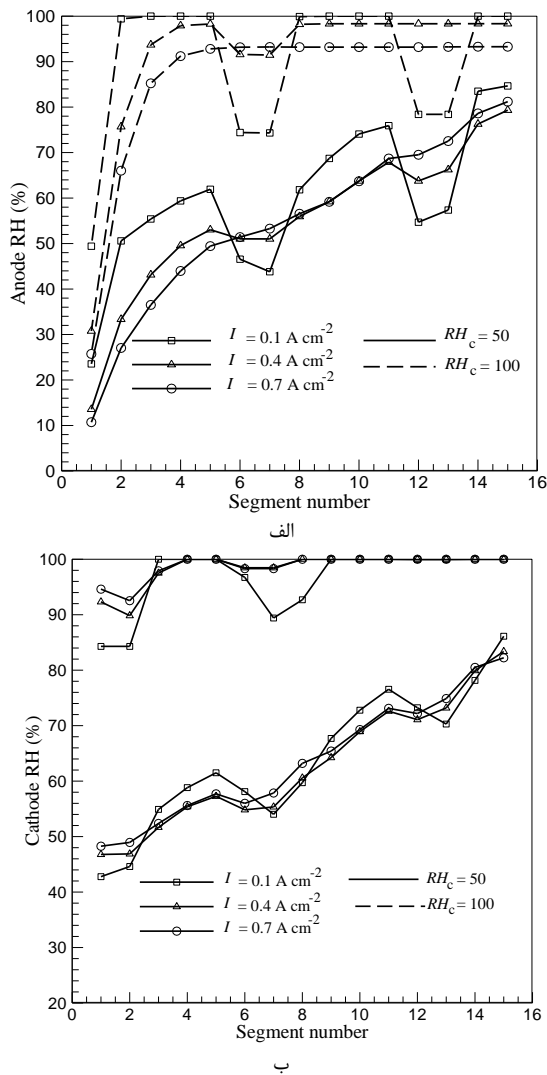 100
90
80
70
60
50
40
30
20
10
0
Anode RH (%)
I = 0.1 A cm-2
I = 0.4 A cm-2
I = 0.7 A cm-2
RHc = 50
RHc = 100
0 2 4 6 8 10 12 14 16
Segment number
الف
100
90
80
70
60
50
40
30
20
Cathode RH (%)
I = 0.1 A cm-2
I = 0.4 A cm-2
I = 0.7 A cm-2
RHc = 50
RHc = 100
0 2 4 6 8 10 12 14 16
Segment number
ب